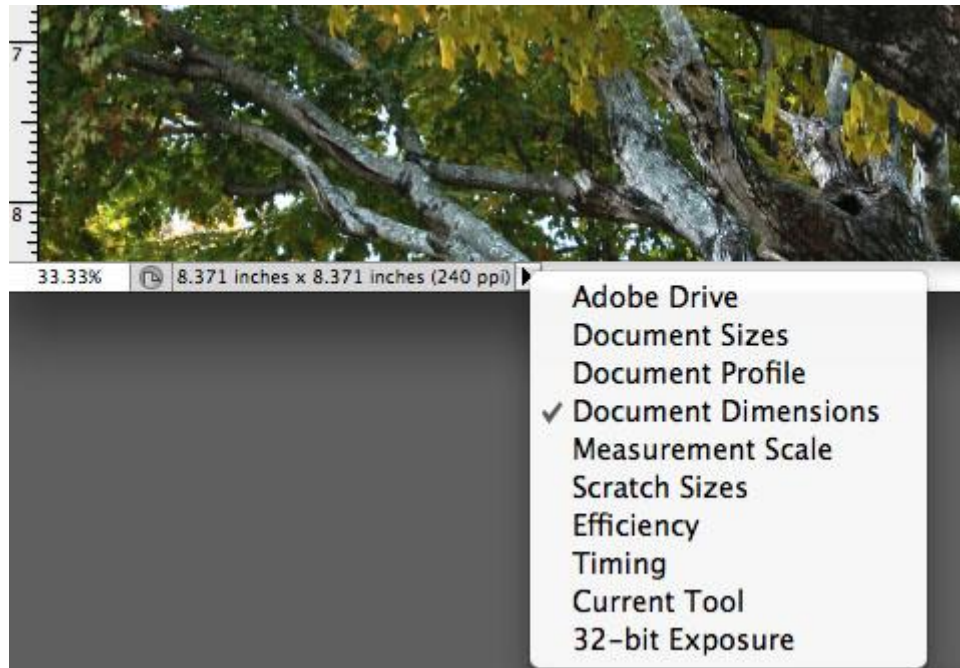 7
8
33.33%
8.371 inches x 8.371 inches (240 ppi)
Adobe Drive
Document Sizes
Document Profile
Document Dimensions
Measurement Scale
Scratch Sizes
Efficiency
Timing
Current Tool
32-bit Exposure